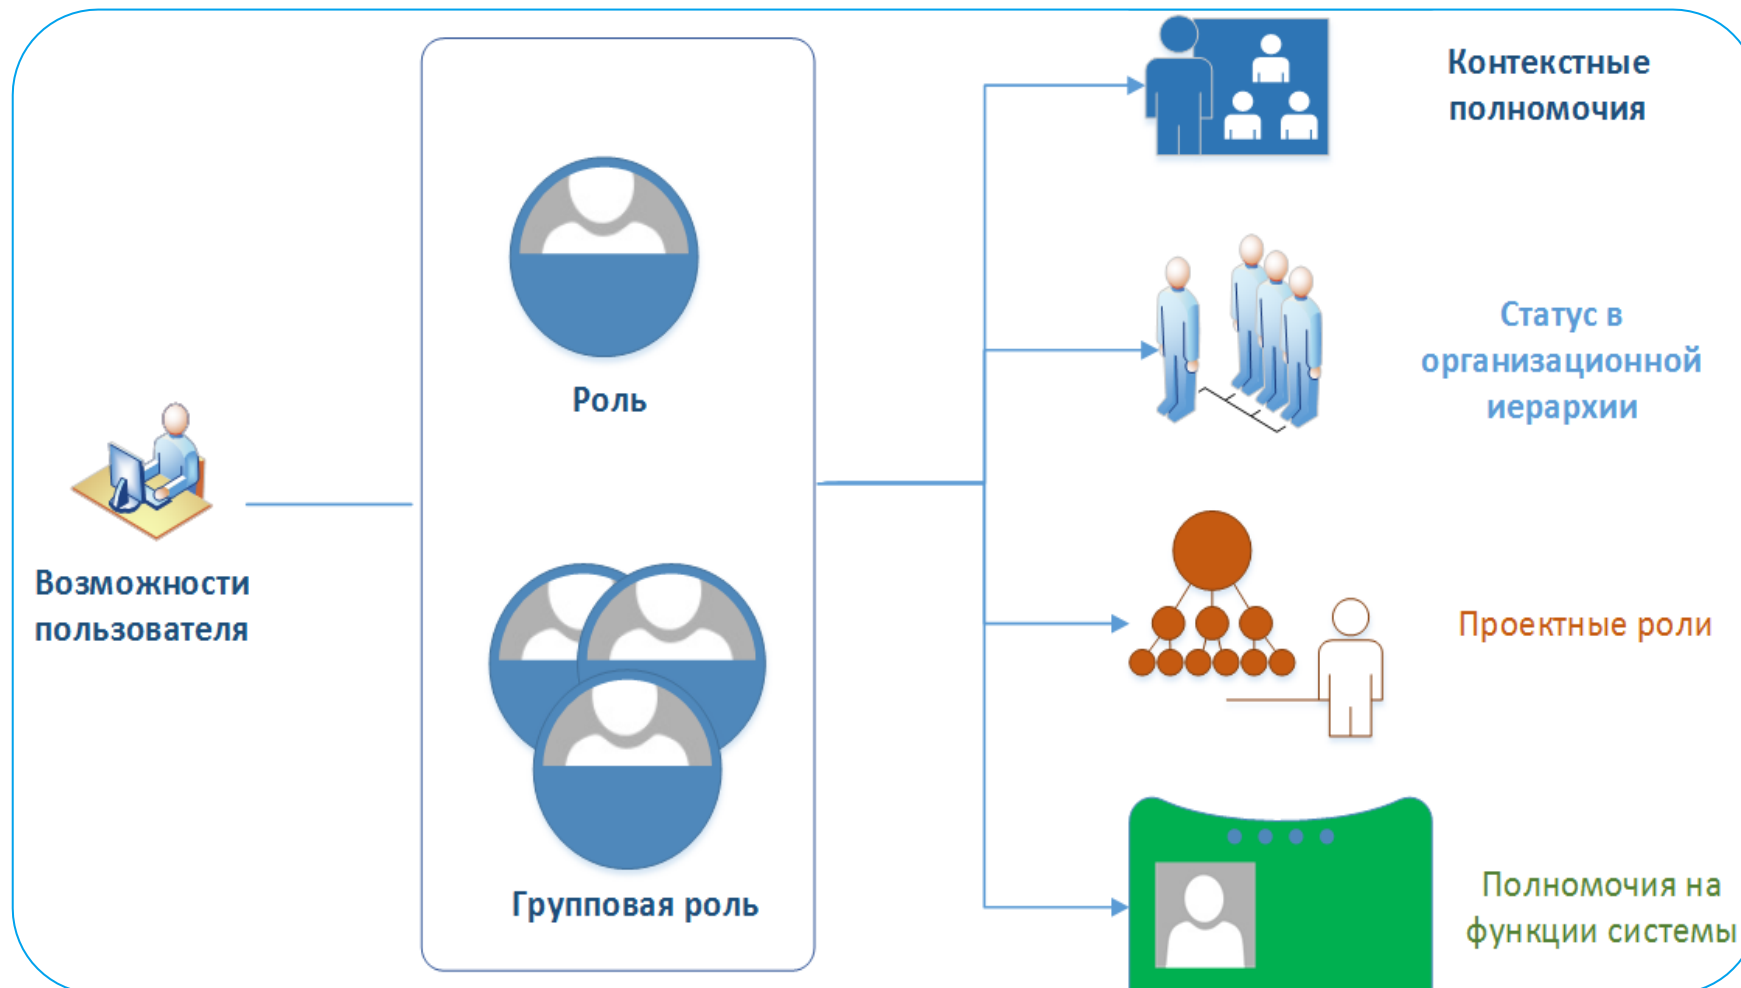 Контекстные
полномочия
Статус в
организационной
иерархии
Роль
Возможности
пользователя
Проектные роли
Групповая роль
Полномочия на
функции системы